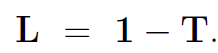 L = 1 − T.